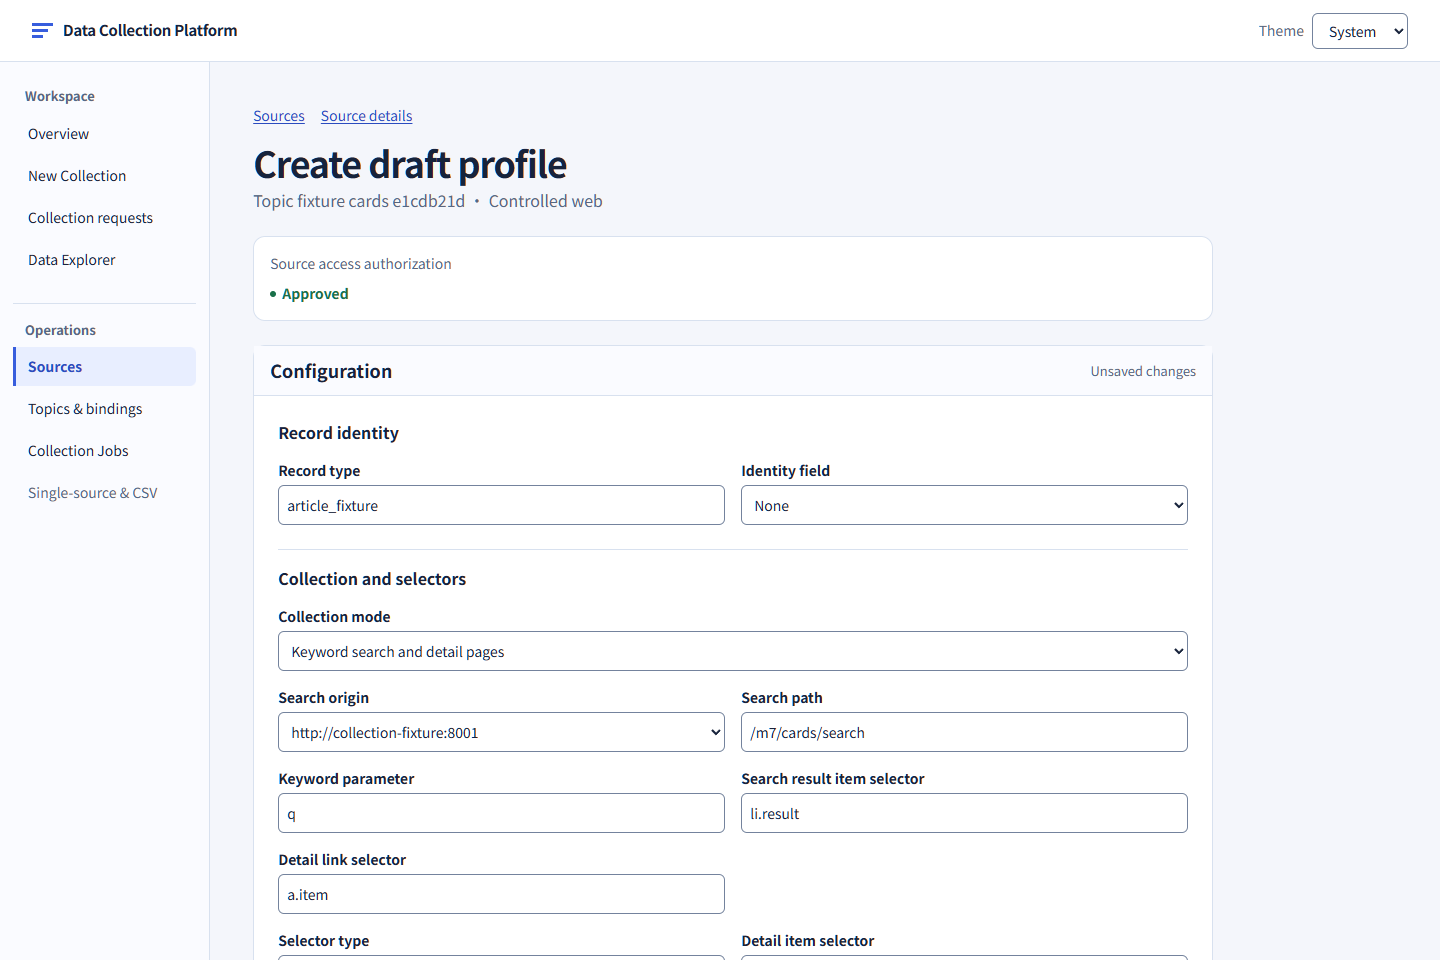 Data Collection Platform
Theme
System
Workspace
Overview
New Collection
Collection requests
Data Explorer
Operations
Sources
Topics & bindings
Collection Jobs
Single-source & CSV
Sources Source details
Create draft profile
Topic fixture cards e1cdb21d • Controlled web
Source access authorization
Approved
Configuration
Unsaved changes
Record identity
Record type
article_fixture
Identity field
None
Collection and selectors
Collection mode
Keyword search and detail pages
Search origin
http://collection-fixture:8001
Search path
/m7/cards/search
Keyword parameter
q
Search result item selector
li.result
Detail link selector
a.item
Selector type
Detail item selector